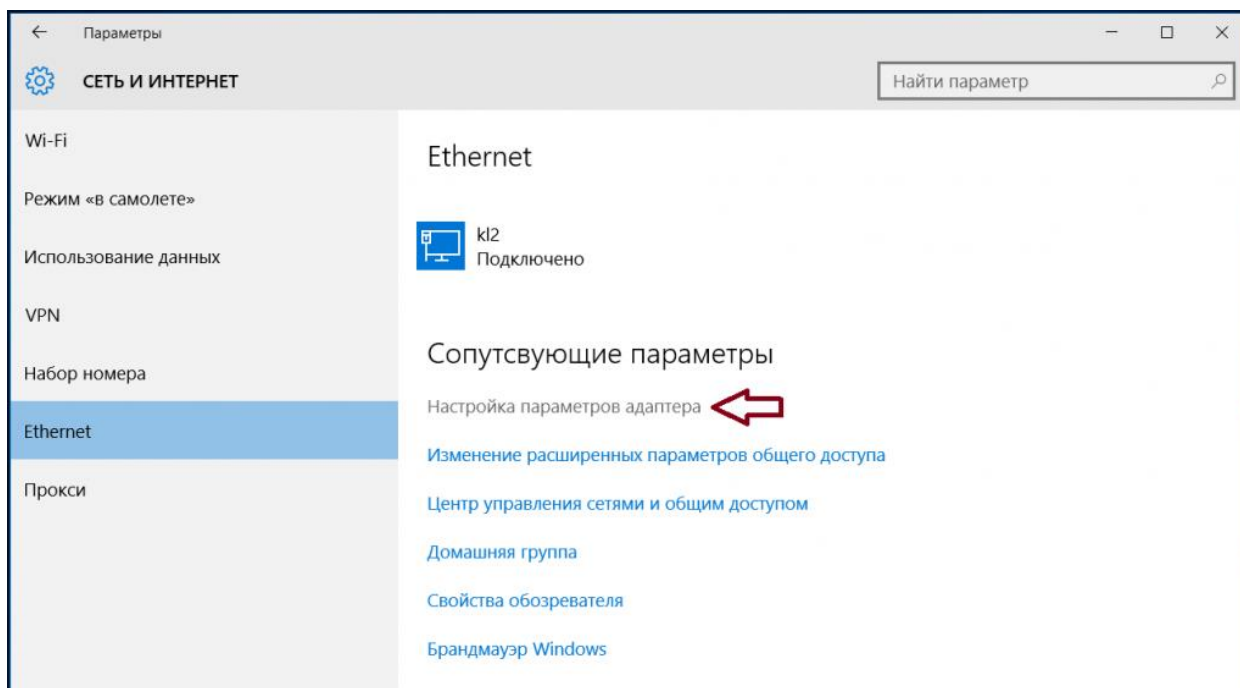 Параметры
СЕТЬ И ИНТЕРНЕТ
Найти параметр
Wi-Fi
Режим «в самолете»
Использование данных
VPN
Набор номера
Ethernet
Прокси
Ethernet
kl2
Подключено
Сопутсвующие параметры
Настройка параметров адаптера
Изменение расширенных параметров общего доступа
Центр управления сетями и общим доступом
Домашняя группа
Свойства обозревателя
Брандмауэр Windows